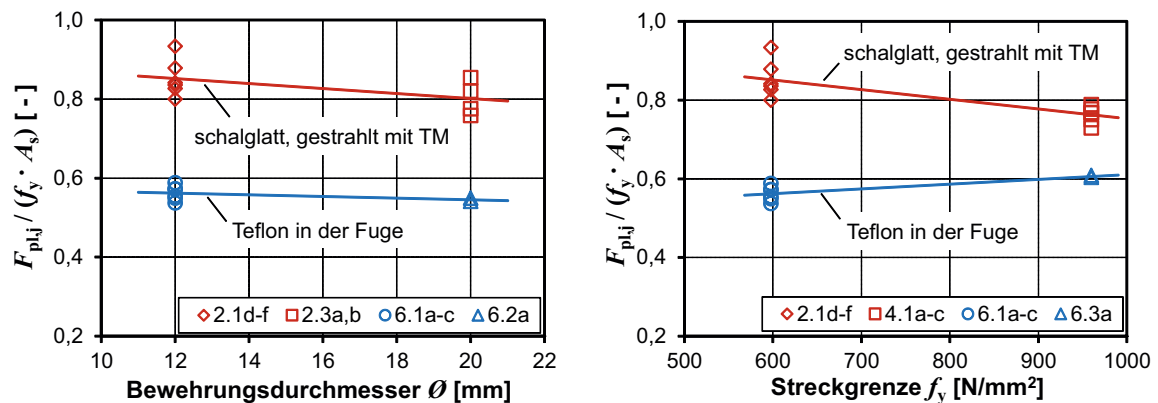 F_pl,j / (f_y · A_s) [ - ]
1,0
0,8
0,6
0,4
0,2
schalglatt, gestrahlt mit TM
Teflon in der Fuge
2.1d-f 2.3a,b 6.1a-c 6.2a
10 12 14 16 18 20 22
Bewehrungsdurchmesser Ø [mm]
F_pl,j / (f_y · A_s) [ - ]
1,0
0,8
0,6
0,4
0,2
schalglatt, gestrahlt mit TM
Teflon in der Fuge
2.1d-f 4.1a-c 6.1a-c 6.3a
500 600 700 800 900 1000
Streckgrenze f_y [N/mm²]